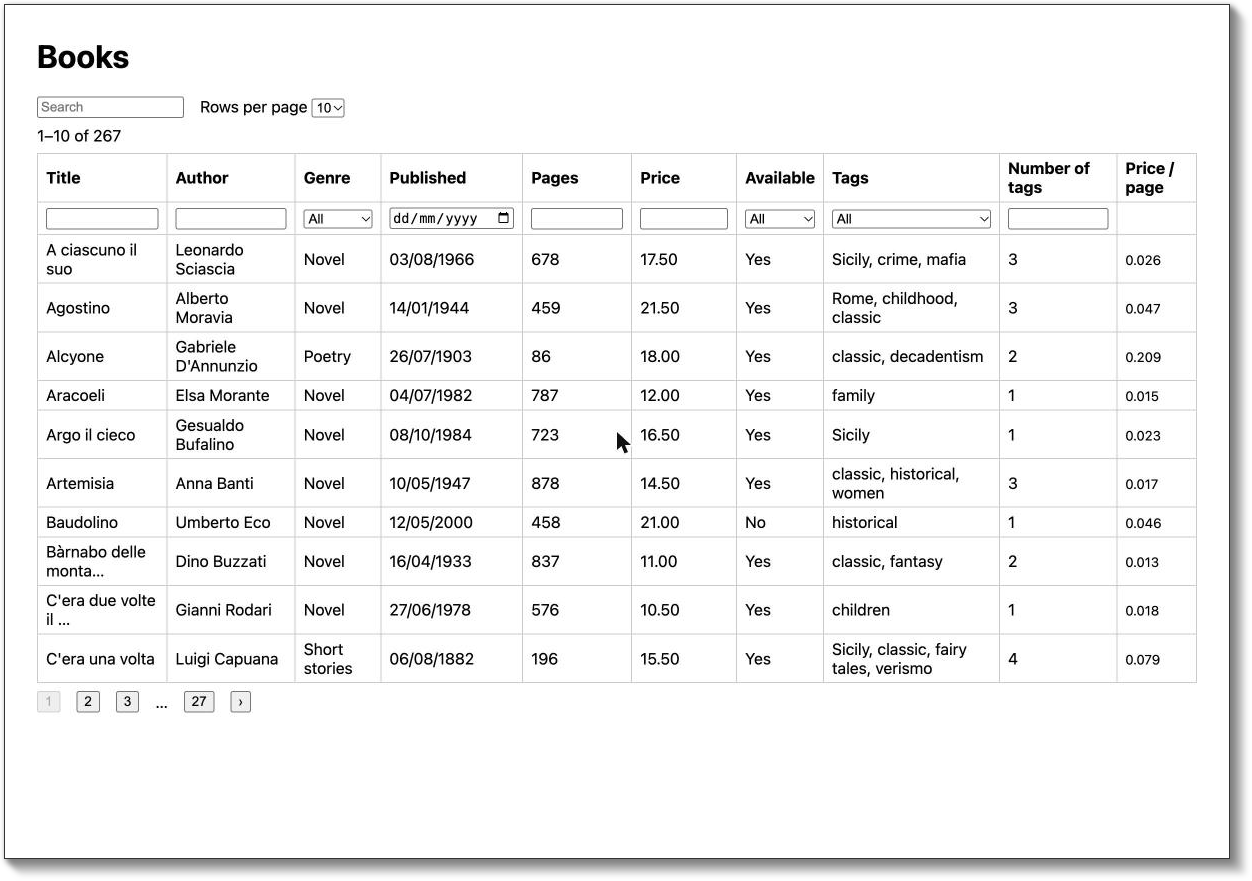 Books
Search Rows per page 10
1–10 of 267
Title Author Genre Published Pages Price Available Tags Number of tags Price / page
All dd/mm/yyyy All All
A ciascuno il suo Leonardo Sciascia Novel 03/08/1966 678 17.50 Yes Sicily, crime, mafia 3 0.026
Agostino Alberto Moravia Novel 14/01/1944 459 21.50 Yes Rome, childhood, classic 3 0.047
Alcyone Gabriele D'Annunzio Poetry 26/07/1903 86 18.00 Yes classic, decadentism 2 0.209
Aracoeli Elsa Morante Novel 04/07/1982 787 12.00 Yes family 1 0.015
Argo il cieco Gesualdo Bufalino Novel 08/10/1984 723 16.50 Yes Sicily 1 0.023
Artemisia Anna Banti Novel 10/05/1947 878 14.50 Yes classic, historical, women 3 0.017
Baudolino Umberto Eco Novel 12/05/2000 458 21.00 No historical 1 0.046
Bàrnabo delle monta... Dino Buzzati Novel 16/04/1933 837 11.00 Yes classic, fantasy 2 0.013
C'era due volte il ... Gianni Rodari Novel 27/06/1978 576 10.50 Yes children 1 0.018
C'era una volta Luigi Capuana Short stories 06/08/1882 196 15.50 Yes Sicily, classic, fairy tales, verismo 4 0.079
1 2 3 ... 27 ›